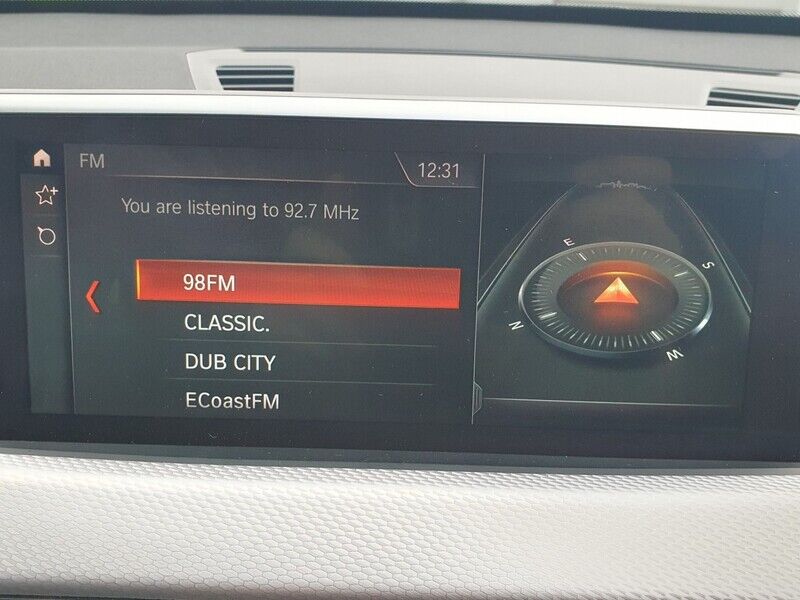 FM
12:31
You are listening to 92.7 MHz
98FM
CLASSIC.
DUB CITY
ECoastFM
E
S
N
W